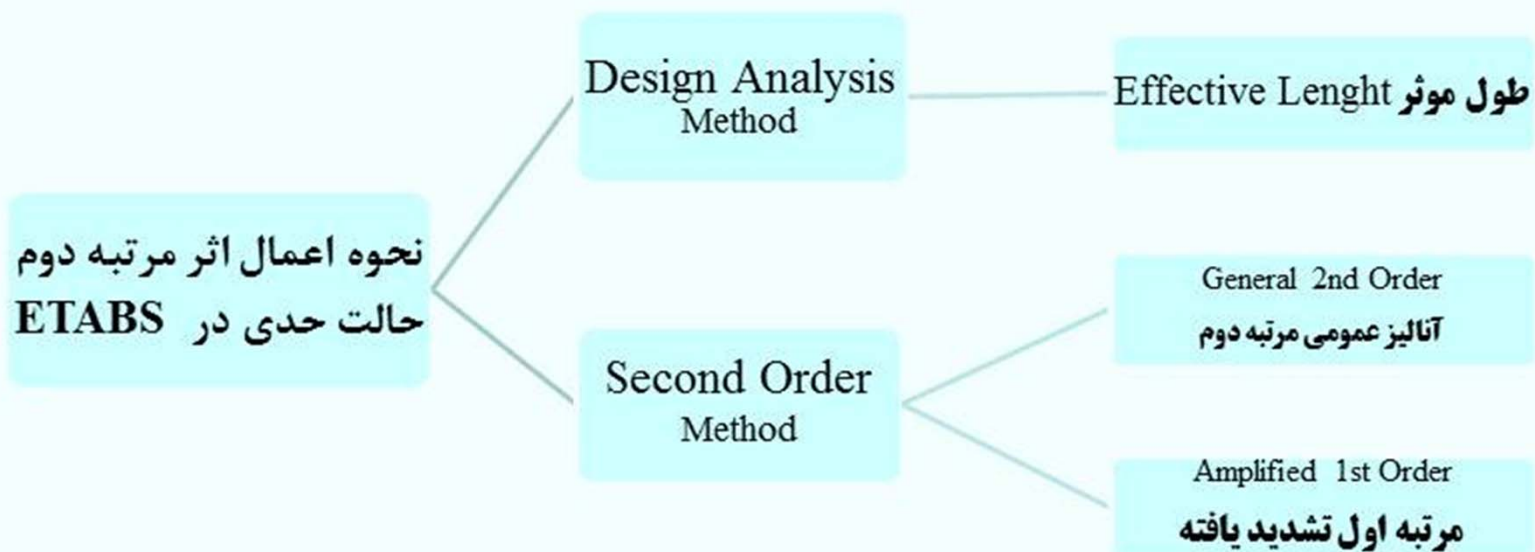 نحوه اعمال اثر مرتبه دوم
حالت حدی در ETABS
Design Analysis
Method
Effective Lenght طول موثر
Second Order
Method
General 2nd Order
آنالیز عمومی مرتبه دوم
Amplified 1st Order
مرتبه اول تشدید یافته